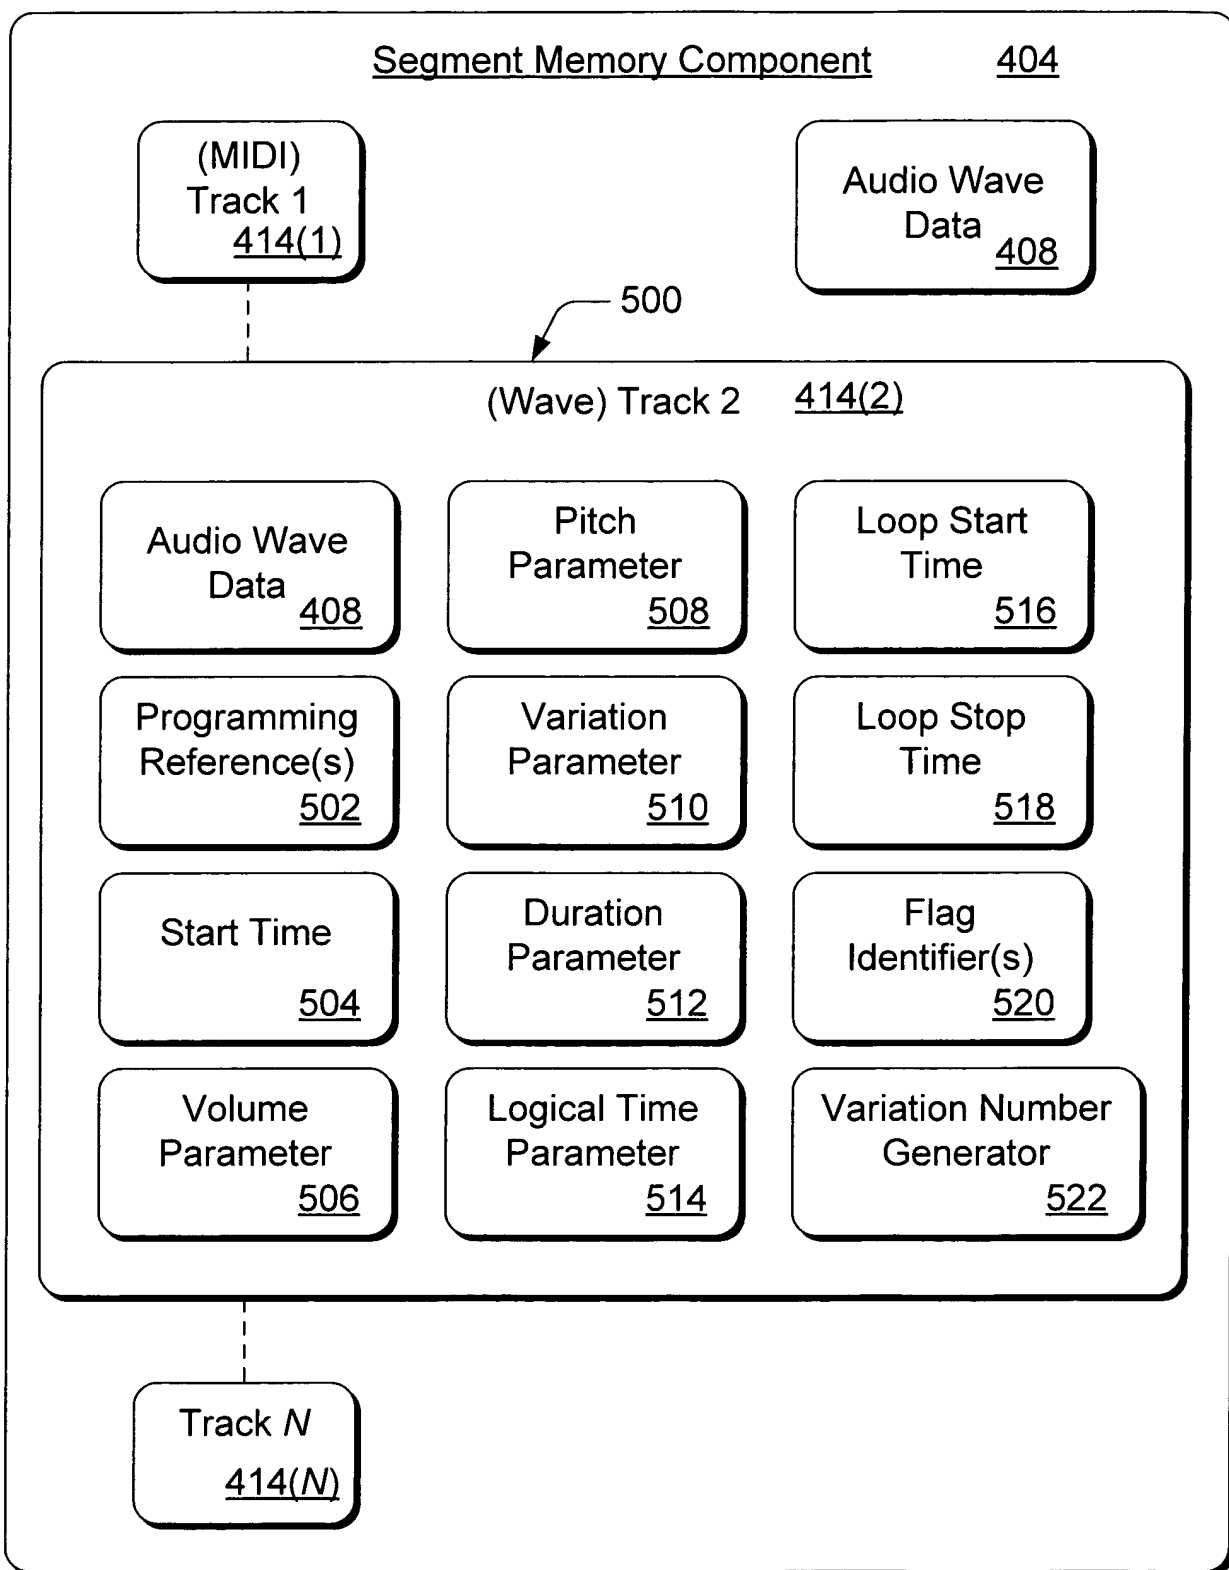 Segment Memory Component 404
(MIDI)
Track 1
414(1)
Audio Wave
Data
408
500
(Wave) Track 2 414(2)
Audio Wave
Data
408
Pitch
Parameter
508
Loop Start
Time
516
Programming
Reference(s)
502
Variation
Parameter
510
Loop Stop
Time
518
Start Time
504
Duration
Parameter
512
Flag
Identifier(s)
520
Volume
Parameter
506
Logical Time
Parameter
514
Variation Number
Generator
522
Track N
414(N)